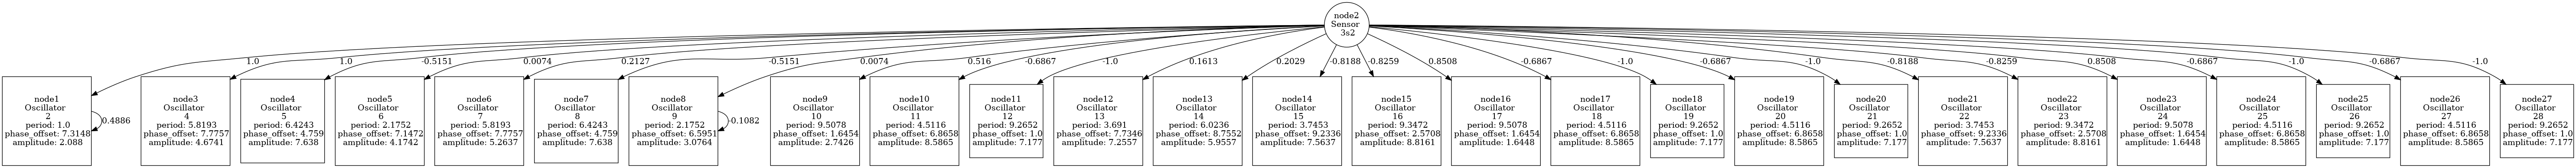 node2
Sensor
3s2
1.0
1.0
-0.5151
0.0074
0.2127
-0.5151
0.0074
0.516
-0.6867
-1.0
0.1613
0.2029
-0.8188
-0.8259
0.8508
-0.6867
-1.0
-0.6867
-1.0
-0.8188
-0.8259
0.8508
-0.6867
-1.0
-0.6867
-1.0
node1
Oscillator
2
period: 1.0
phase_offset: 7.3148
amplitude: 2.088
0.4886
node3
Oscillator
4
period: 5.8193
phase_offset: 7.7757
amplitude: 4.6741
node4
Oscillator
5
period: 6.4243
phase_offset: 4.759
amplitude: 7.638
node5
Oscillator
6
period: 2.1752
phase_offset: 7.1472
amplitude: 4.1742
node6
Oscillator
7
period: 5.8193
phase_offset: 7.7757
amplitude: 5.2637
node7
Oscillator
8
period: 6.4243
phase_offset: 4.759
amplitude: 7.638
node8
Oscillator
9
period: 2.1752
phase_offset: 6.5951
amplitude: 3.0764
-0.1082
node9
Oscillator
10
period: 9.5078
phase_offset: 1.6454
amplitude: 2.7426
node10
Oscillator
11
period: 4.5116
phase_offset: 6.8658
amplitude: 8.5865
node11
Oscillator
12
period: 9.2652
phase_offset: 1.0
amplitude: 7.177
node12
Oscillator
13
period: 3.691
phase_offset: 7.7346
amplitude: 7.2557
node13
Oscillator
14
period: 6.0236
phase_offset: 8.7552
amplitude: 5.9557
node14
Oscillator
15
period: 3.7453
phase_offset: 9.2336
amplitude: 7.5637
node15
Oscillator
16
period: 9.3472
phase_offset: 2.5708
amplitude: 8.8161
node16
Oscillator
17
period: 9.5078
phase_offset: 1.6454
amplitude: 1.6448
node17
Oscillator
18
period: 4.5116
phase_offset: 6.8658
amplitude: 8.5865
node18
Oscillator
19
period: 9.2652
phase_offset: 1.0
amplitude: 7.177
node19
Oscillator
20
period: 4.5116
phase_offset: 6.8658
amplitude: 8.5865
node20
Oscillator
21
period: 9.2652
phase_offset: 1.0
amplitude: 7.177
node21
Oscillator
22
period: 3.7453
phase_offset: 9.2336
amplitude: 7.5637
node22
Oscillator
23
period: 9.3472
phase_offset: 2.5708
amplitude: 8.8161
node23
Oscillator
24
period: 9.5078
phase_offset: 1.6454
amplitude: 1.6448
node24
Oscillator
25
period: 4.5116
phase_offset: 6.8658
amplitude: 8.5865
node25
Oscillator
26
period: 9.2652
phase_offset: 1.0
amplitude: 7.177
node26
Oscillator
27
period: 4.5116
phase_offset: 6.8658
amplitude: 8.5865
node27
Oscillator
28
period: 9.2652
phase_offset: 1.0
amplitude: 7.177